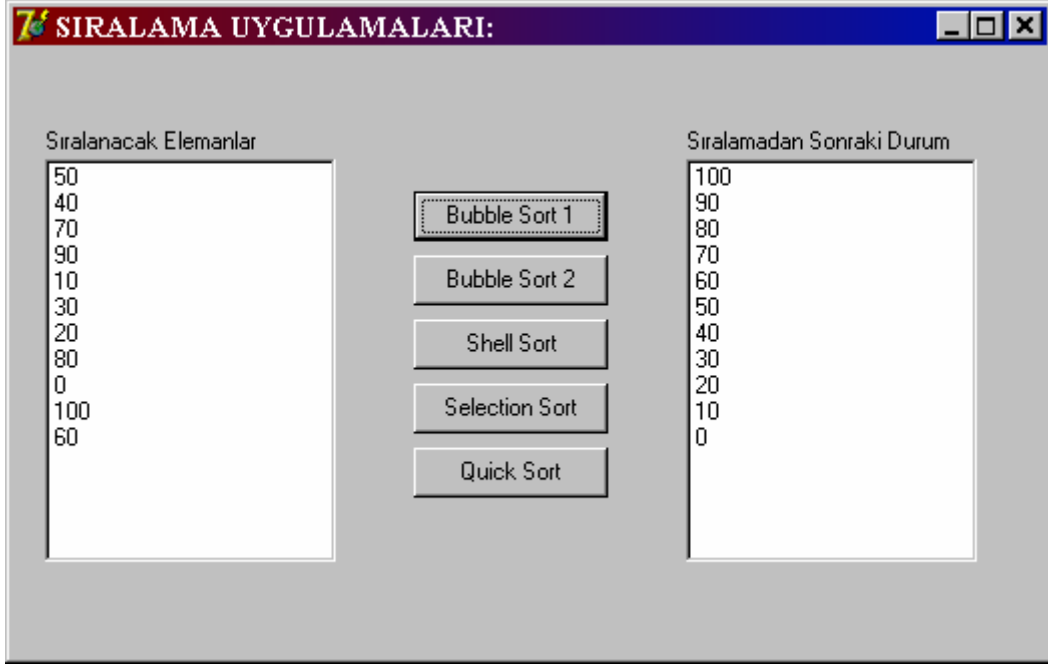 SIRALAMA UYGULAMALARI:
Sıralanacak Elemanlar
50
40
70
90
10
30
20
80
0
100
60
Bubble Sort 1
Bubble Sort 2
Shell Sort
Selection Sort
Quick Sort
Sıralamadan Sonraki Durum
100
90
80
70
60
50
40
30
20
10
0